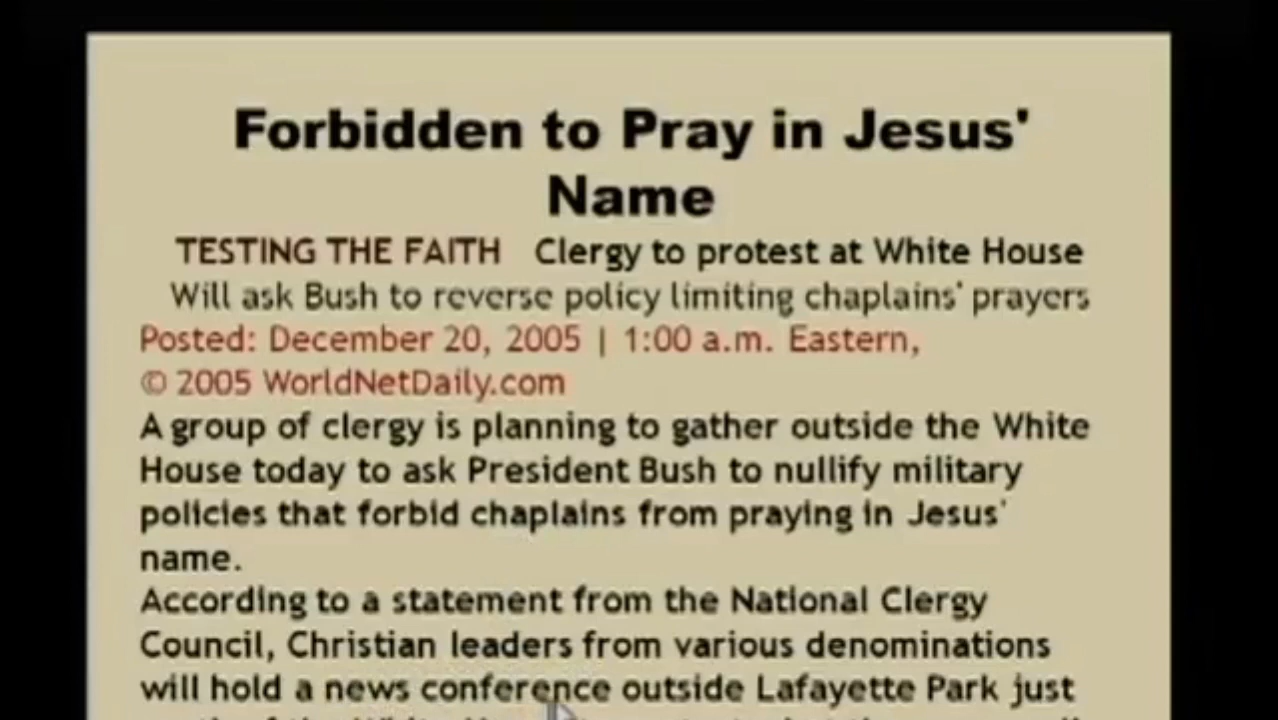 Forbidden to Pray in Jesus'
Name
TESTING THE FAITH Clergy to protest at White House
Will ask Bush to reverse policy limiting chaplains' prayers
Posted: December 20, 2005 | 1:00 a.m. Eastern,
© 2005 WorldNetDaily.com
A group of clergy is planning to gather outside the White
House today to ask President Bush to nullify military
policies that forbid chaplains from praying in Jesus'
name.
According to a statement from the National Clergy
Council, Christian leaders from various denominations
will hold a news conference outside Lafayette Park just